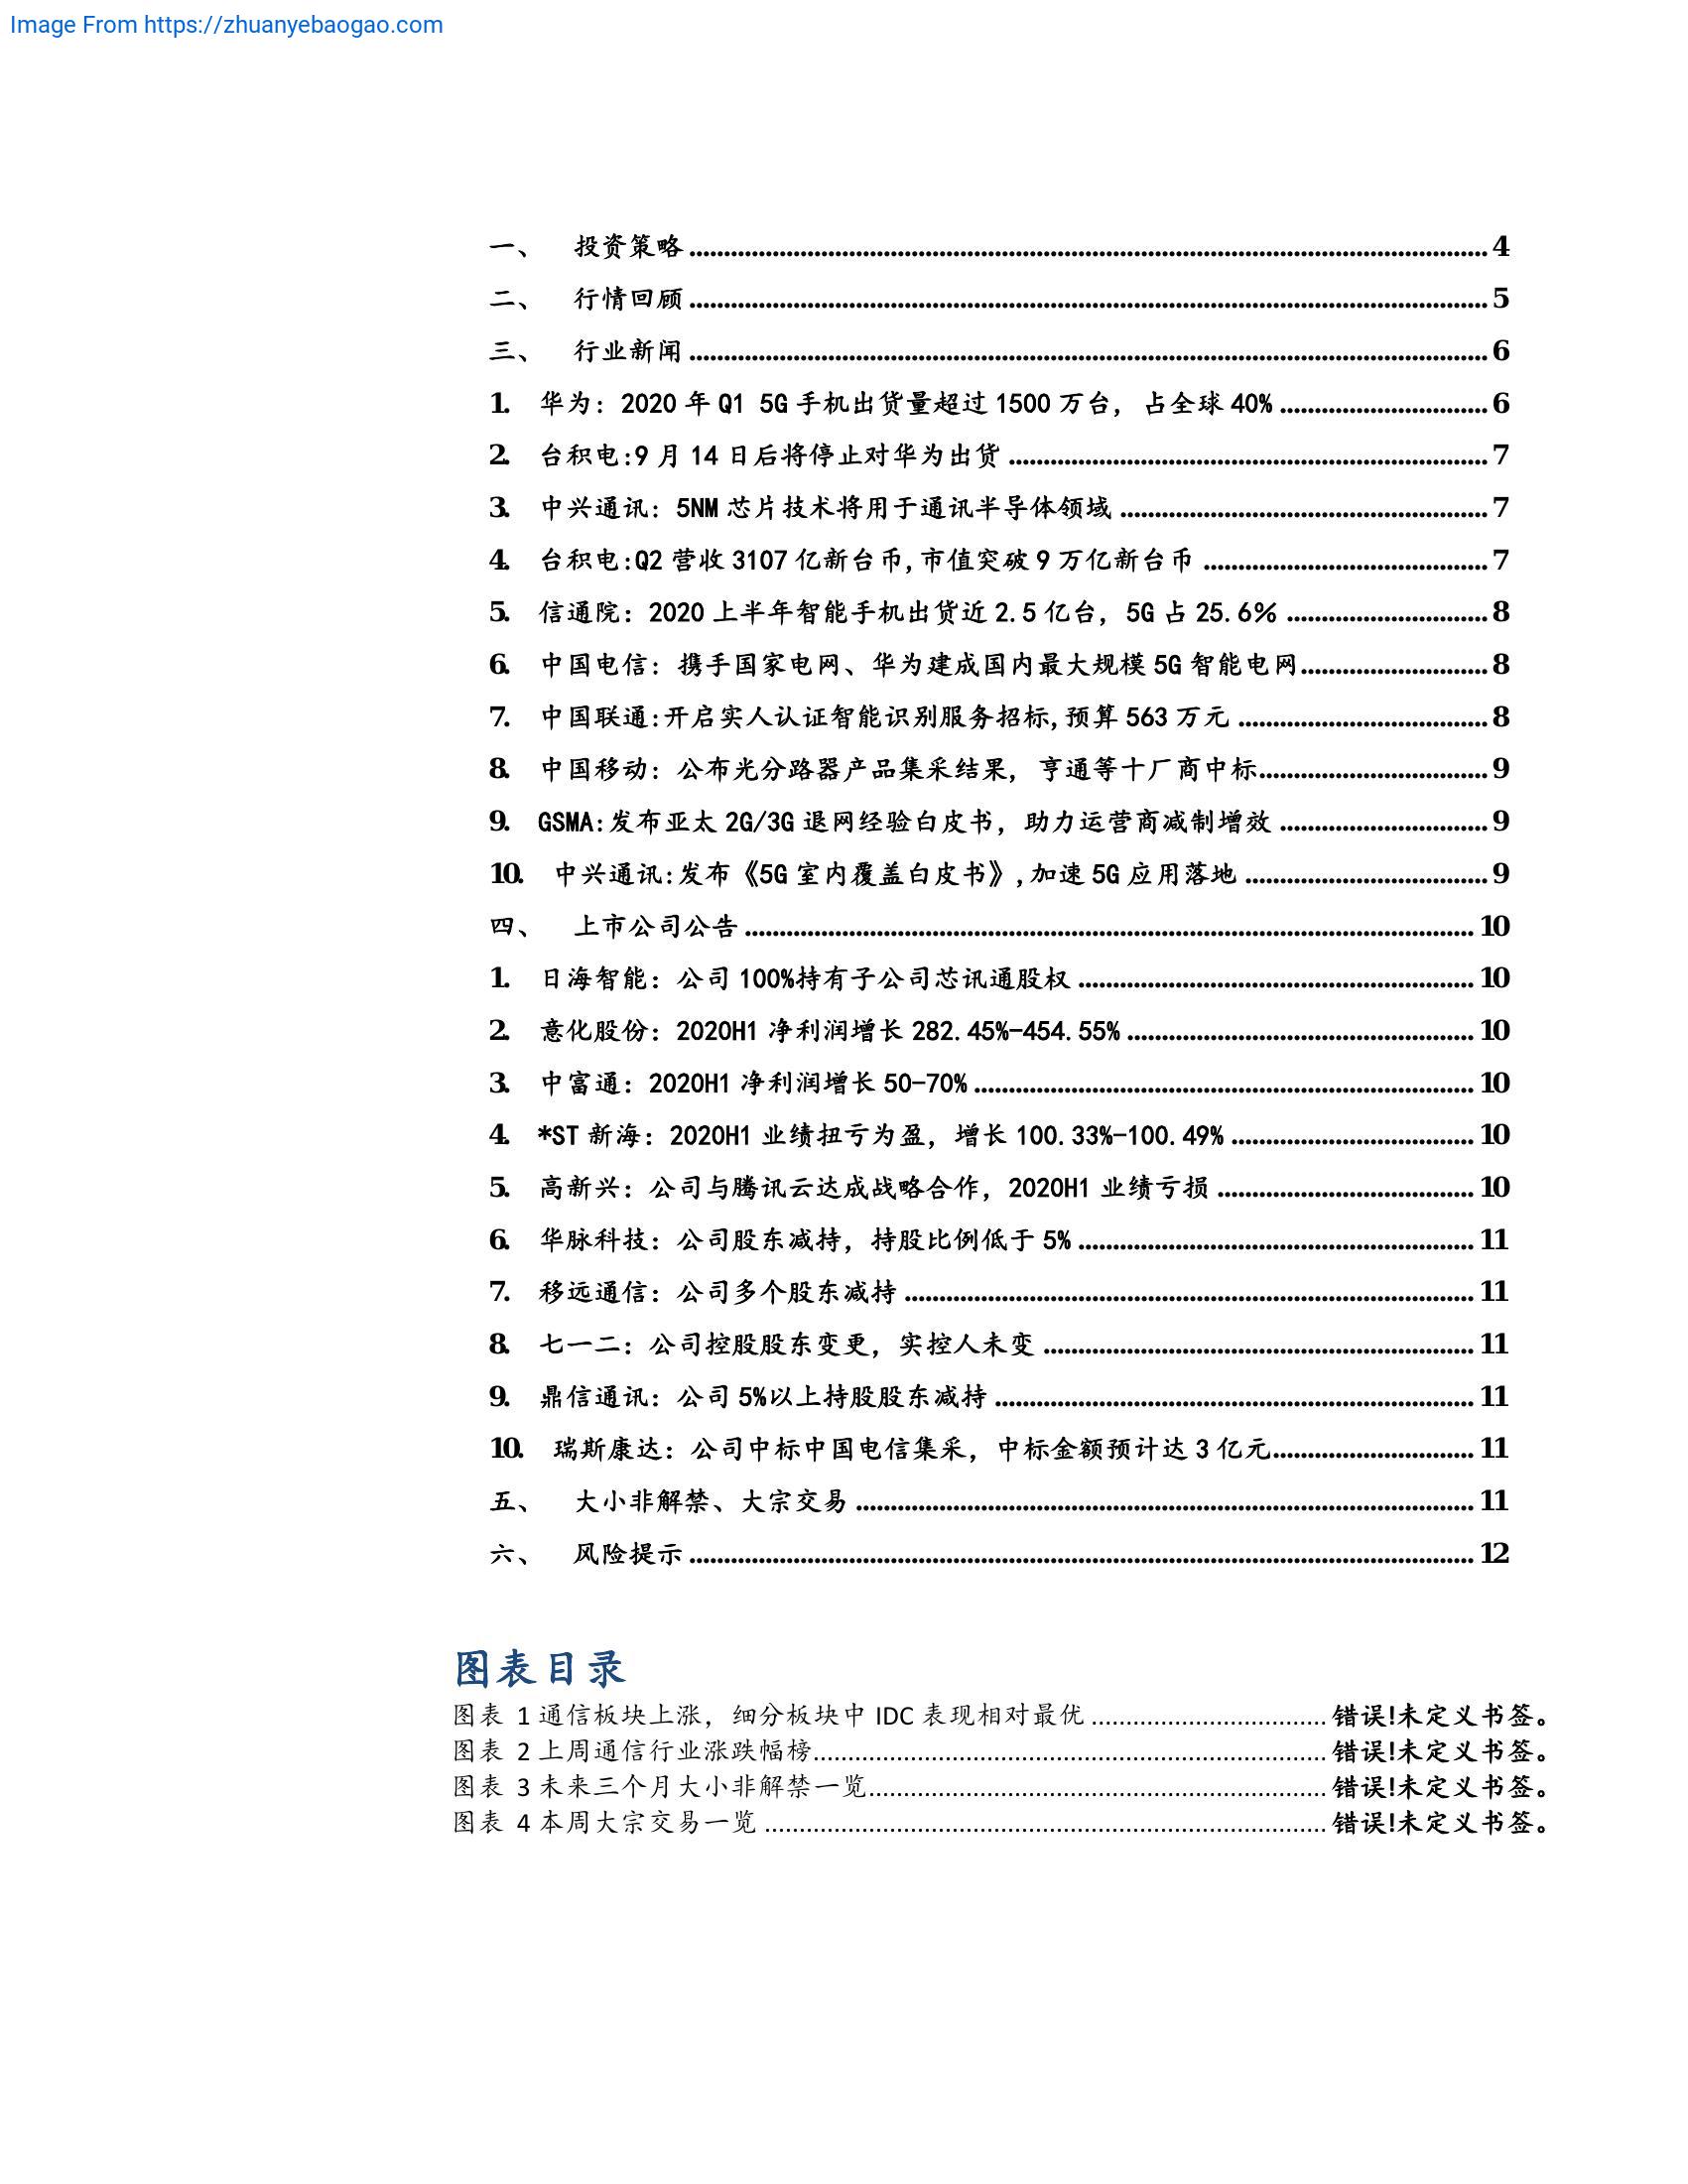 Image From https://zhuanyebaogao.com
一、 投资策略 4
二、 行情回顾 5
三、 行业新闻 6
1. 华为：2020 年 Q1 5G 手机出货量超过 1500 万台，占全球 40% 6
2. 台积电:9 月 14 日后将停止对华为出货 7
3. 中兴通讯：5NM 芯片技术将用于通讯半导体领域 7
4. 台积电:Q2 营收 3107 亿新台币,市值突破 9 万亿新台币 7
5. 信通院：2020 上半年智能手机出货近 2.5 亿台，5G 占 25.6％ 8
6. 中国电信：携手国家电网、华为建成国内最大规模 5G 智能电网 8
7. 中国联通:开启实人认证智能识别服务招标,预算 563 万元 8
8. 中国移动：公布光分路器产品集采结果，亨通等十厂商中标 9
9. GSMA:发布亚太 2G/3G 退网经验白皮书，助力运营商减制增效 9
10. 中兴通讯:发布《5G 室内覆盖白皮书》,加速 5G 应用落地 9
四、 上市公司公告 10
1. 日海智能：公司 100%持有子公司芯讯通股权 10
2. 意化股份：2020H1 净利润增长 282.45%-454.55% 10
3. 中富通：2020H1 净利润增长 50-70% 10
4. *ST 新海：2020H1 业绩扭亏为盈，增长 100.33%-100.49% 10
5. 高新兴：公司与腾讯云达成战略合作，2020H1 业绩亏损 10
6. 华脉科技：公司股东减持，持股比例低于 5% 11
7. 移远通信：公司多个股东减持 11
8. 七一二：公司控股股东变更，实控人未变 11
9. 鼎信通讯：公司 5%以上持股股东减持 11
10. 瑞斯康达：公司中标中国电信集采，中标金额预计达 3 亿元 11
五、 大小非解禁、大宗交易 11
六、 风险提示 12
图表目录
图表 1 通信板块上涨，细分板块中 IDC 表现相对最优 错误!未定义书签。
图表 2 上周通信行业涨跌幅榜 错误!未定义书签。
图表 3 未来三个月大小非解禁一览 错误!未定义书签。
图表 4 本周大宗交易一览 错误!未定义书签。